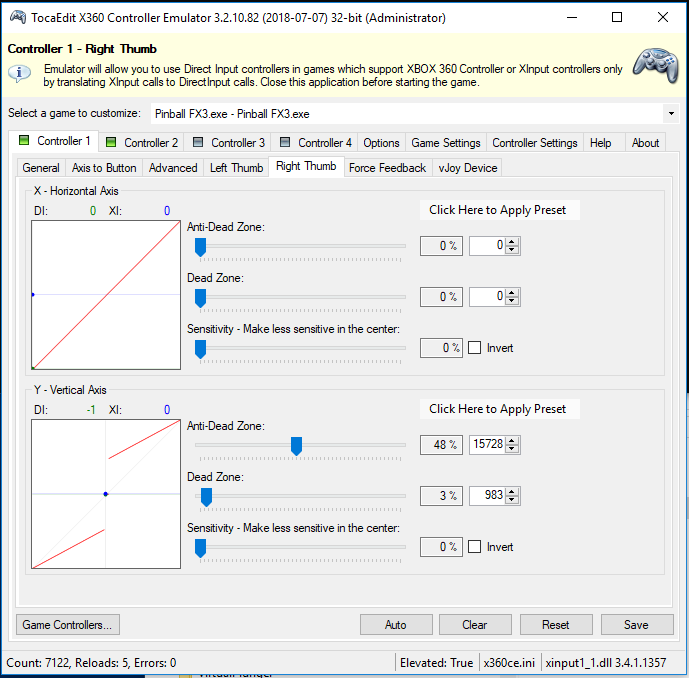 TocaEdit X360 Controller Emulator 3.2.10.82 (2018-07-07) 32-bit (Administrator)
Controller 1 - Right Thumb
Emulator will allow you to use Direct Input controllers in games which support XBOX 360 Controller or XInput controllers only
by translating XInput calls to DirectInput calls. Close this application before starting the game.
Select a game to customize: Pinball FX3.exe - Pinball FX3.exe
Controller 1 Controller 2 Controller 3 Controller 4 Options Game Settings Controller Settings Help About
General Axis to Button Advanced Left Thumb Right Thumb Force Feedback vJoy Device
X - Horizontal Axis
DI: 0 XI: 0 Click Here to Apply Preset
Anti-Dead Zone:
0 % 0
Dead Zone:
0 % 0
Sensitivity - Make less sensitive in the center:
0 % Invert
Y - Vertical Axis
DI: -1 XI: 0 Click Here to Apply Preset
Anti-Dead Zone:
48 % 15728
Dead Zone:
3 % 983
Sensitivity - Make less sensitive in the center:
0 % Invert
Game Controllers... Auto Clear Reset Save
Count: 7122, Reloads: 5, Errors: 0 Elevated: True x360ce.ini xinput1_1.dll 3.4.1.1357